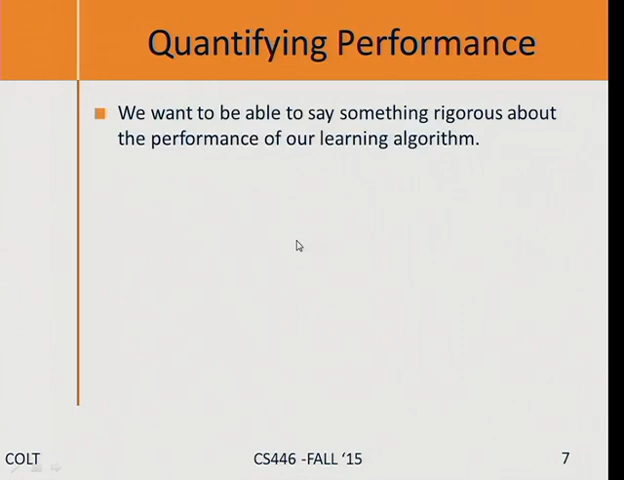 Quantifying Performance
We want to be able to say something rigorous about
the performance of our learning algorithm.
COLT
CS446 -FALL ‘15
7